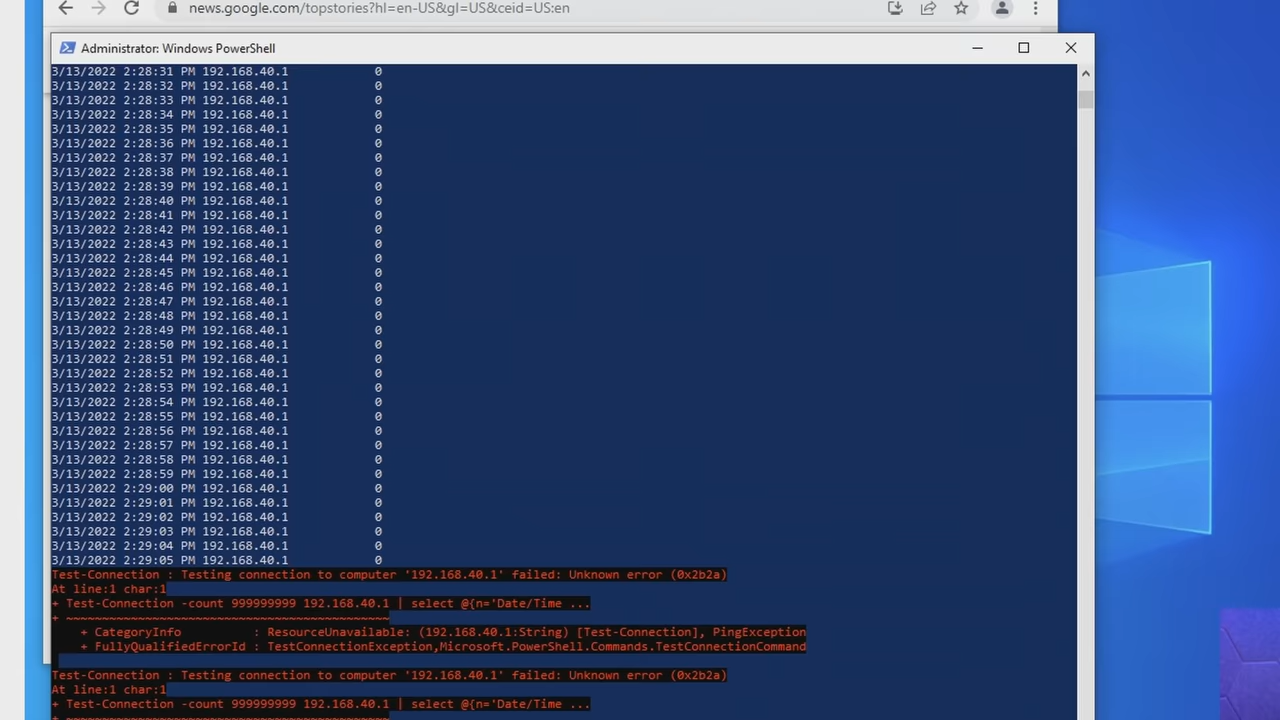 news.google.com/topstories?hl=en-US&gl=US&ceid=US:en
Administrator: Windows PowerShell
3/13/2022 2:28:31 PM 192.168.40.1 0
3/13/2022 2:28:32 PM 192.168.40.1 0
3/13/2022 2:28:33 PM 192.168.40.1 0
3/13/2022 2:28:34 PM 192.168.40.1 0
3/13/2022 2:28:35 PM 192.168.40.1 0
3/13/2022 2:28:36 PM 192.168.40.1 0
3/13/2022 2:28:37 PM 192.168.40.1 0
3/13/2022 2:28:38 PM 192.168.40.1 0
3/13/2022 2:28:39 PM 192.168.40.1 0
3/13/2022 2:28:40 PM 192.168.40.1 0
3/13/2022 2:28:41 PM 192.168.40.1 0
3/13/2022 2:28:42 PM 192.168.40.1 0
3/13/2022 2:28:43 PM 192.168.40.1 0
3/13/2022 2:28:44 PM 192.168.40.1 0
3/13/2022 2:28:45 PM 192.168.40.1 0
3/13/2022 2:28:46 PM 192.168.40.1 0
3/13/2022 2:28:47 PM 192.168.40.1 0
3/13/2022 2:28:48 PM 192.168.40.1 0
3/13/2022 2:28:49 PM 192.168.40.1 0
3/13/2022 2:28:50 PM 192.168.40.1 0
3/13/2022 2:28:51 PM 192.168.40.1 0
3/13/2022 2:28:52 PM 192.168.40.1 0
3/13/2022 2:28:53 PM 192.168.40.1 0
3/13/2022 2:28:54 PM 192.168.40.1 0
3/13/2022 2:28:55 PM 192.168.40.1 0
3/13/2022 2:28:56 PM 192.168.40.1 0
3/13/2022 2:28:57 PM 192.168.40.1 0
3/13/2022 2:28:58 PM 192.168.40.1 0
3/13/2022 2:28:59 PM 192.168.40.1 0
3/13/2022 2:29:00 PM 192.168.40.1 0
3/13/2022 2:29:01 PM 192.168.40.1 0
3/13/2022 2:29:02 PM 192.168.40.1 0
3/13/2022 2:29:03 PM 192.168.40.1 0
3/13/2022 2:29:04 PM 192.168.40.1 0
3/13/2022 2:29:05 PM 192.168.40.1 0
Test-Connection : Testing connection to computer '192.168.40.1' failed: Unknown error (0x2b2a)
At line:1 char:1
+ Test-Connection -count 999999999 192.168.40.1 | select @{n='Date/Time ...
+ ~~~~~~~~~~~~~~~~~~~~~~~~~~~~~~~~~~~~~~~~~~~~~
+ CategoryInfo : ResourceUnavailable: (192.168.40.1:String) [Test-Connection], PingException
+ FullyQualifiedErrorId : TestConnectionException,Microsoft.PowerShell.Commands.TestConnectionCommand
Test-Connection : Testing connection to computer '192.168.40.1' failed: Unknown error (0x2b2a)
At line:1 char:1
+ Test-Connection -count 999999999 192.168.40.1 | select @{n='Date/Time ...
+ ~~~~~~~~~~~~~~~~~~~~~~~~~~~~~~~~~~~~~~~~~~~~~